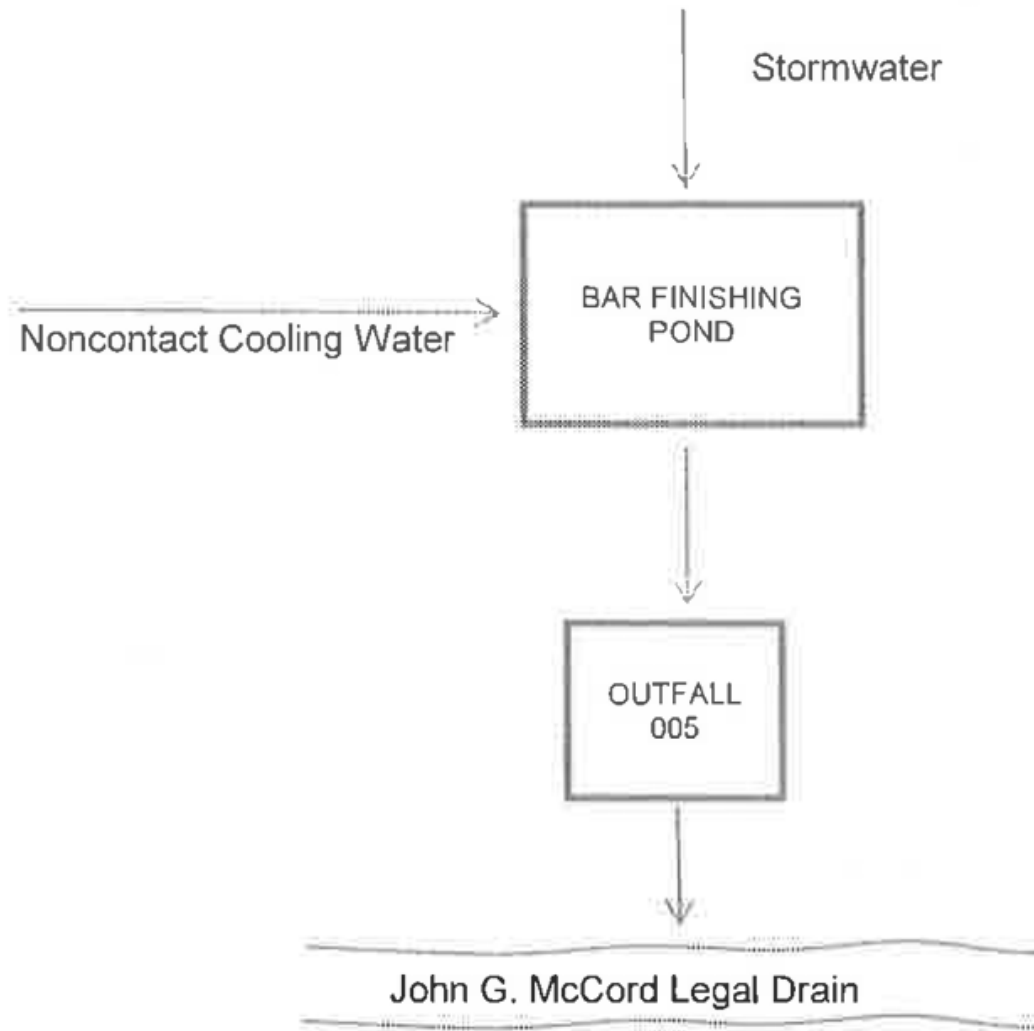 Stormwater
BAR FINISHING
POND
Noncontact Cooling Water
OUTFALL
005
John G. McCord Legal Drain